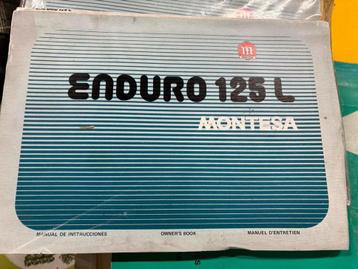 m
ENDURO 125 L
MONTESA
MANUAL DE INSTRUCCIONES OWNER'S BOOK MANUEL D'ENTRETIEN